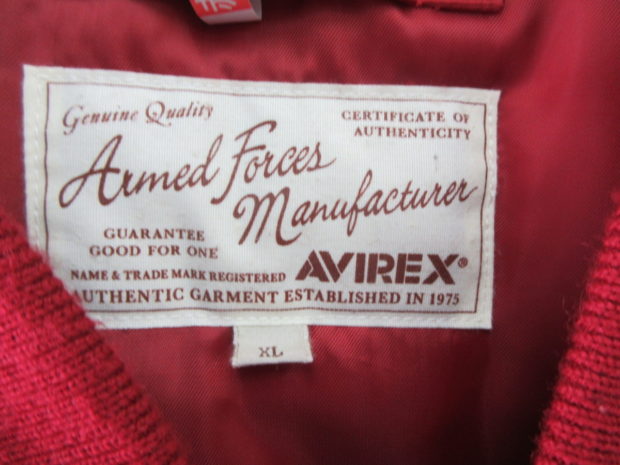 Genuine Quality
CERTIFICATE OF
AUTHENTICITY
Armed Forces
Manufacturer
GUARANTEE
GOOD FOR ONE
NAME & TRADE MARK REGISTERED
AVIREX®
AUTHENTIC GARMENT ESTABLISHED IN 1975
XL